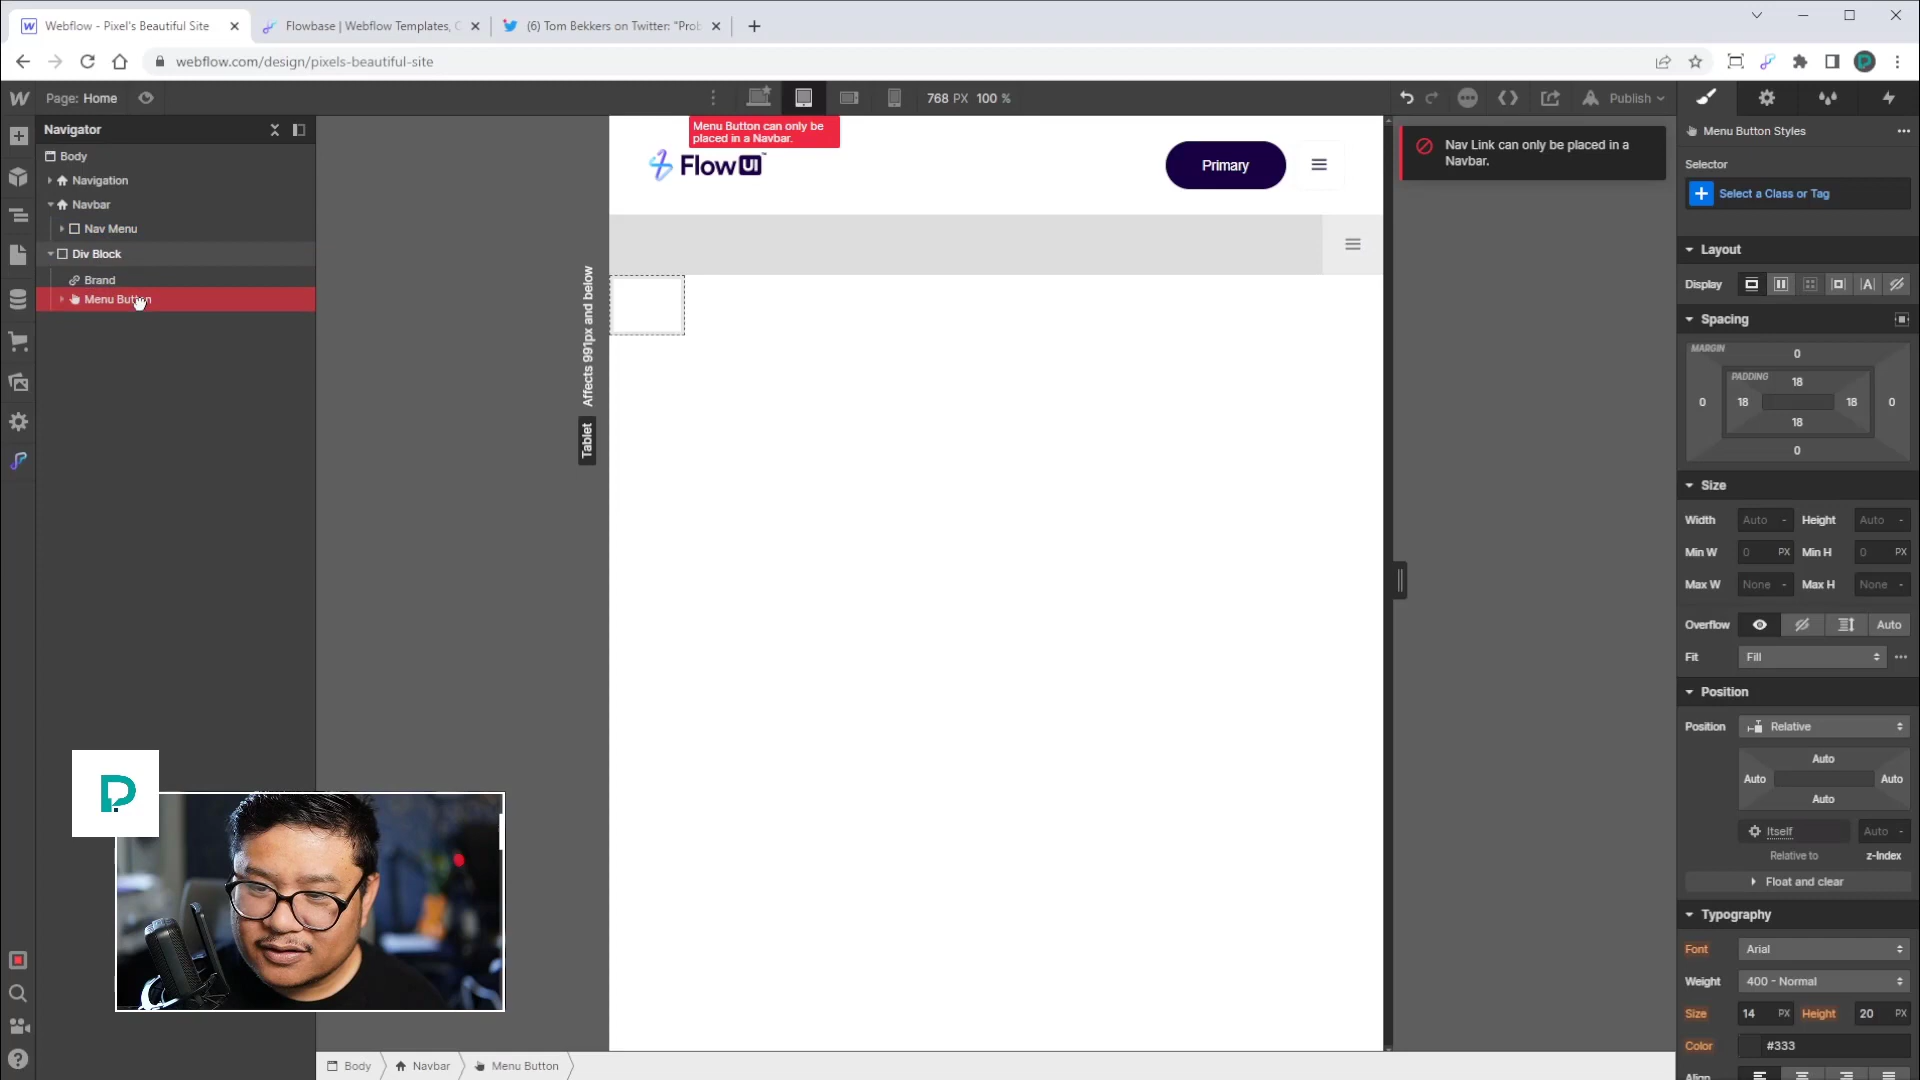 Webflow - Pixel's Beautiful Site
Flowbase | Webflow Templates, C
(6) Tom Bekkers on Twitter: "Prob
webflow.com/design/pixels-beautiful-site
Page: Home
768 PX 100 %
Publish
Navigator
Body
Navigation
Navbar
Nav Menu
Div Block
Brand
Menu Button
Menu Button can only be
placed in a Navbar.
FlowUI™
Primary
Affects 991px and below
Tablet
Nav Link can only be placed in a
Navbar.
Menu Button Styles
Selector
Select a Class or Tag
Layout
Display
Spacing
MARGIN
0
PADDING
18
0 18 18 0
18
0
Size
Width Auto - Height Auto -
Min W 0 PX Min H 0 PX
Max W None - Max H None -
Overflow Auto
Fit Fill
Position
Position Relative
Auto
Auto Auto
Auto
Itself Auto -
Relative to z-Index
Float and clear
Typography
Font Arial
Weight 400 - Normal
Size 14 PX Height 20 PX
Color #333
Align
Body Navbar Menu Button